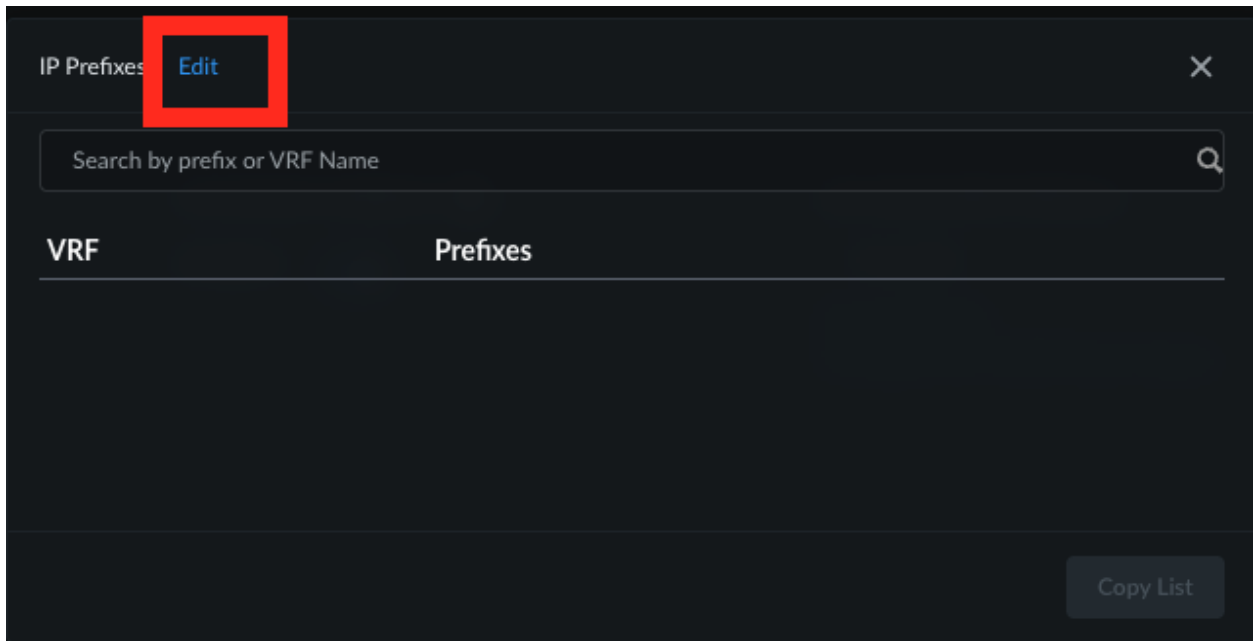 IP Prefixes Edit
Search by prefix or VRF Name
VRF Prefixes
Copy List